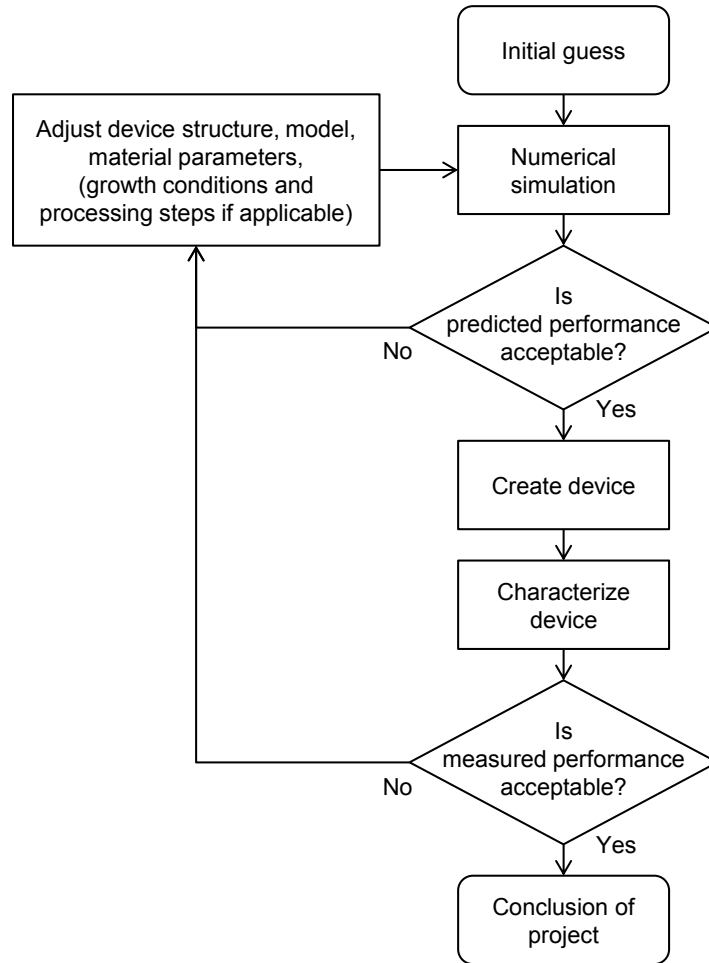 Initial guess
Adjust device structure, model,
material parameters,
(growth conditions and
processing steps if applicable)
Numerical
simulation
Is
predicted performance
acceptable?
No
Yes
Create device
Characterize
device
Is
measured performance
acceptable?
No
Yes
Conclusion of
project